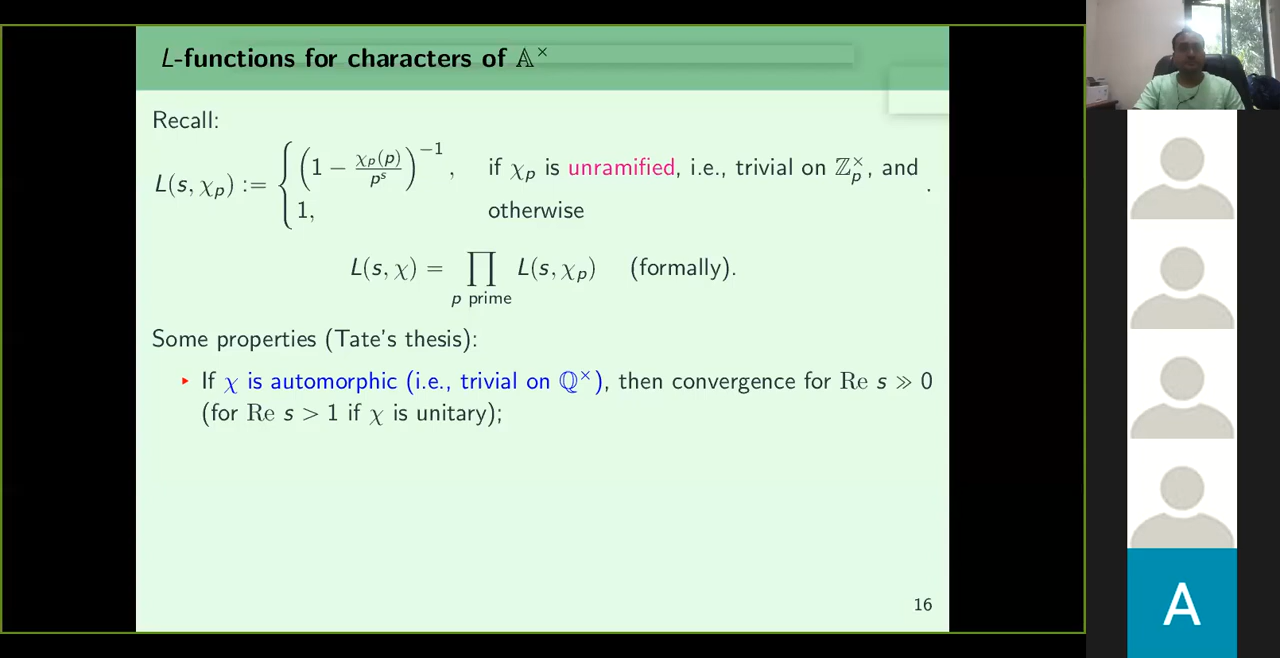 L-functions for characters of 𝔸^×
Recall:
L(s, χ_p) := { (1 − χ_p(p)/p^s)^{−1}, if χ_p is unramified, i.e., trivial on ℤ_p^×, and
1, otherwise .
L(s, χ) = ∏_{p prime} L(s, χ_p) (formally).
Some properties (Tate's thesis):
▸ If χ is automorphic (i.e., trivial on ℚ^×), then convergence for Re s ≫ 0
(for Re s > 1 if χ is unitary);
16
A